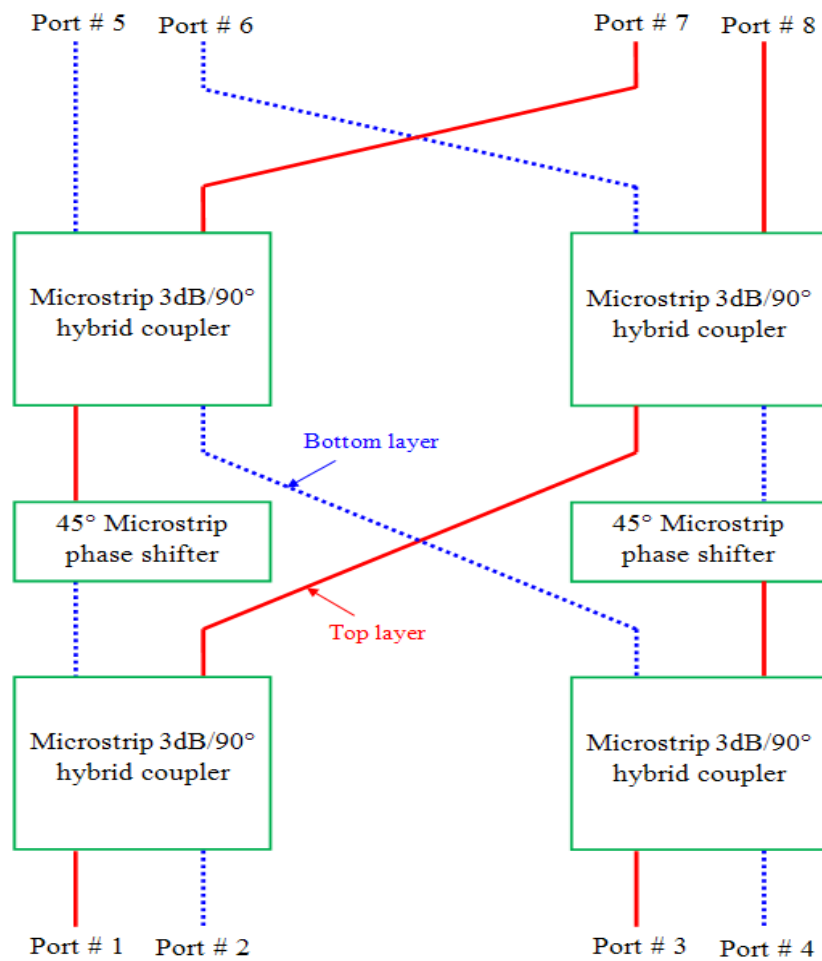 Port # 5 Port # 6 Port # 7 Port # 8
Microstrip 3dB/90°
hybrid coupler
Microstrip 3dB/90°
hybrid coupler
Bottom layer
45° Microstrip
phase shifter
45° Microstrip
phase shifter
Top layer
Microstrip 3dB/90°
hybrid coupler
Microstrip 3dB/90°
hybrid coupler
Port # 1 Port # 2 Port # 3 Port # 4